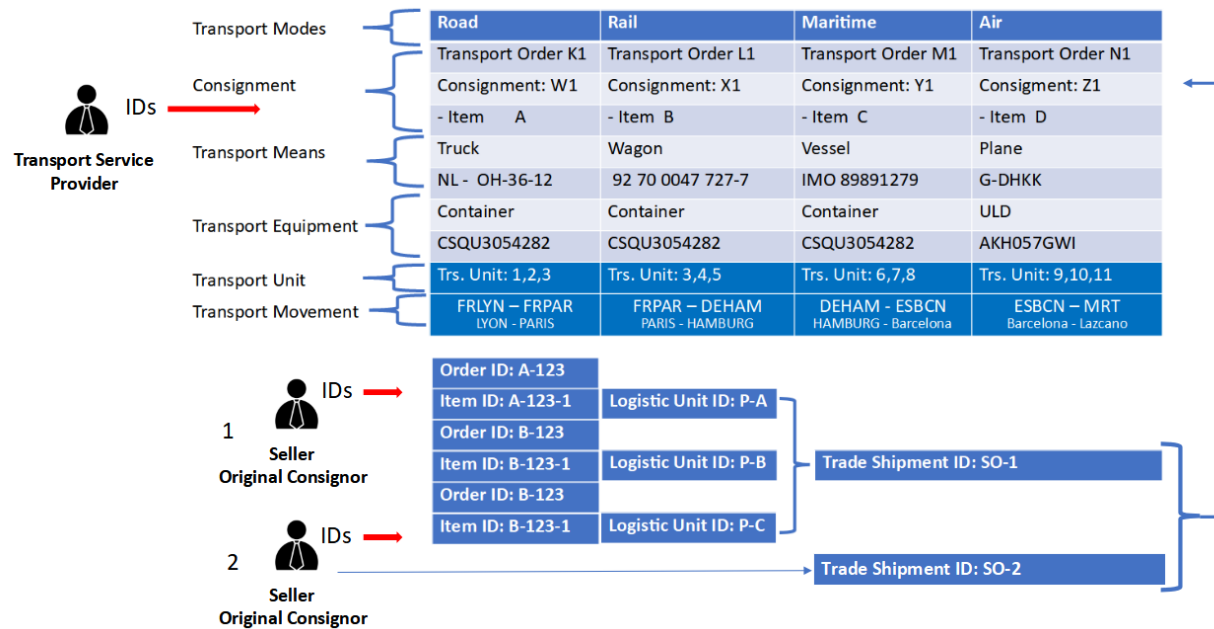 Transport Modes
Road Rail Maritime Air
Transport Order K1 Transport Order L1 Transport Order M1 Transport Order N1
Consignment
Consignment: W1 Consignment: X1 Consignment: Y1 Consigment: Z1
IDs
- Item A - Item B - Item C - Item D
Transport Service
Provider
Transport Means
Truck Wagon Vessel Plane
NL - OH-36-12 92 70 0047 727-7 IMO 89891279 G-DHKK
Transport Equipment
Container Container Container ULD
CSQU3054282 CSQU3054282 CSQU3054282 AKH057GWI
Transport Unit
Trs. Unit: 1,2,3 Trs. Unit: 3,4,5 Trs. Unit: 6,7,8 Trs. Unit: 9,10,11
Transport Movement
FRLYN – FRPAR FRPAR – DEHAM DEHAM - ESBCN ESBCN – MRT
LYON - PARIS PARIS - HAMBURG HAMBURG - Barcelona Barcelona - Lazcano
Order ID: A-123
IDs
Item ID: A-123-1 Logistic Unit ID: P-A
1
Order ID: B-123
Seller
Original Consignor
Item ID: B-123-1 Logistic Unit ID: P-B Trade Shipment ID: SO-1
Order ID: B-123
IDs
Item ID: B-123-1 Logistic Unit ID: P-C
2
Trade Shipment ID: SO-2
Seller
Original Consignor